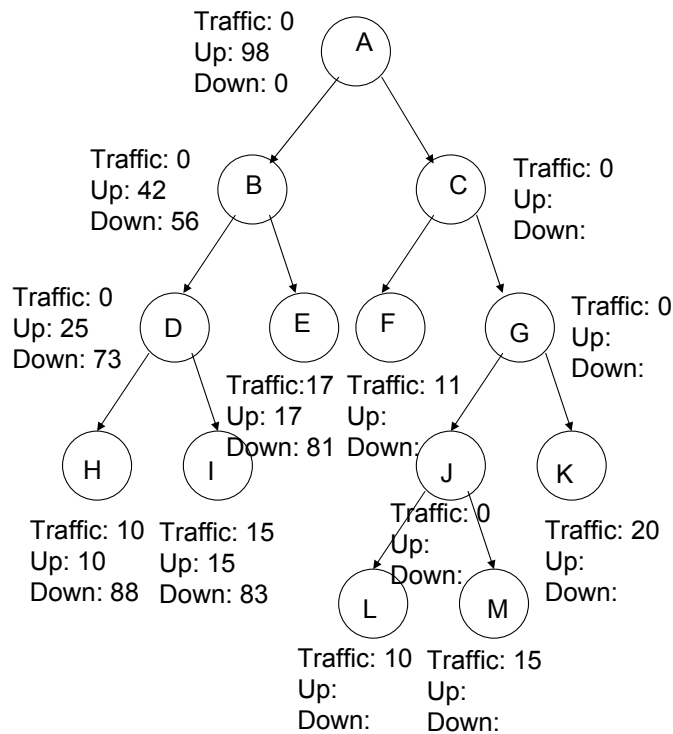 Traffic: 0
Up: 98
Down: 0
A
Traffic: 0
Up: 42
Down: 56
B
C
Traffic: 0
Up:
Down:
Traffic: 0
Up: 25
Down: 73
D
E
F
G
Traffic: 0
Up:
Down:
Traffic:17
Up: 17
Down: 81
Traffic: 11
Up:
Down:
H
I
J
K
Traffic: 10
Up: 10
Down: 88
Traffic: 15
Up: 15
Down: 83
Traffic: 0
Up:
Down:
Traffic: 20
Up:
Down:
L
M
Traffic: 10
Up:
Down:
Traffic: 15
Up:
Down: